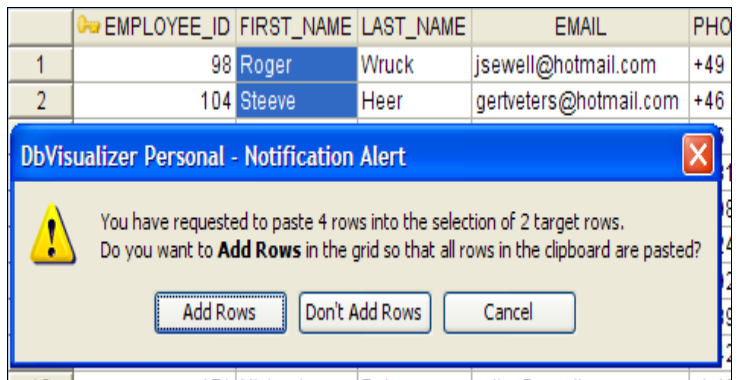 EMPLOYEE_ID FIRST_NAME LAST_NAME EMAIL PHO
1 98 Roger Wruck jsewell@hotmail.com +49
2 104 Steeve Heer gertveters@hotmail.com +46
DbVisualizer Personal - Notification Alert
You have requested to paste 4 rows into the selection of 2 target rows.
Do you want to Add Rows in the grid so that all rows in the clipboard are pasted?
Add Rows Don't Add Rows Cancel